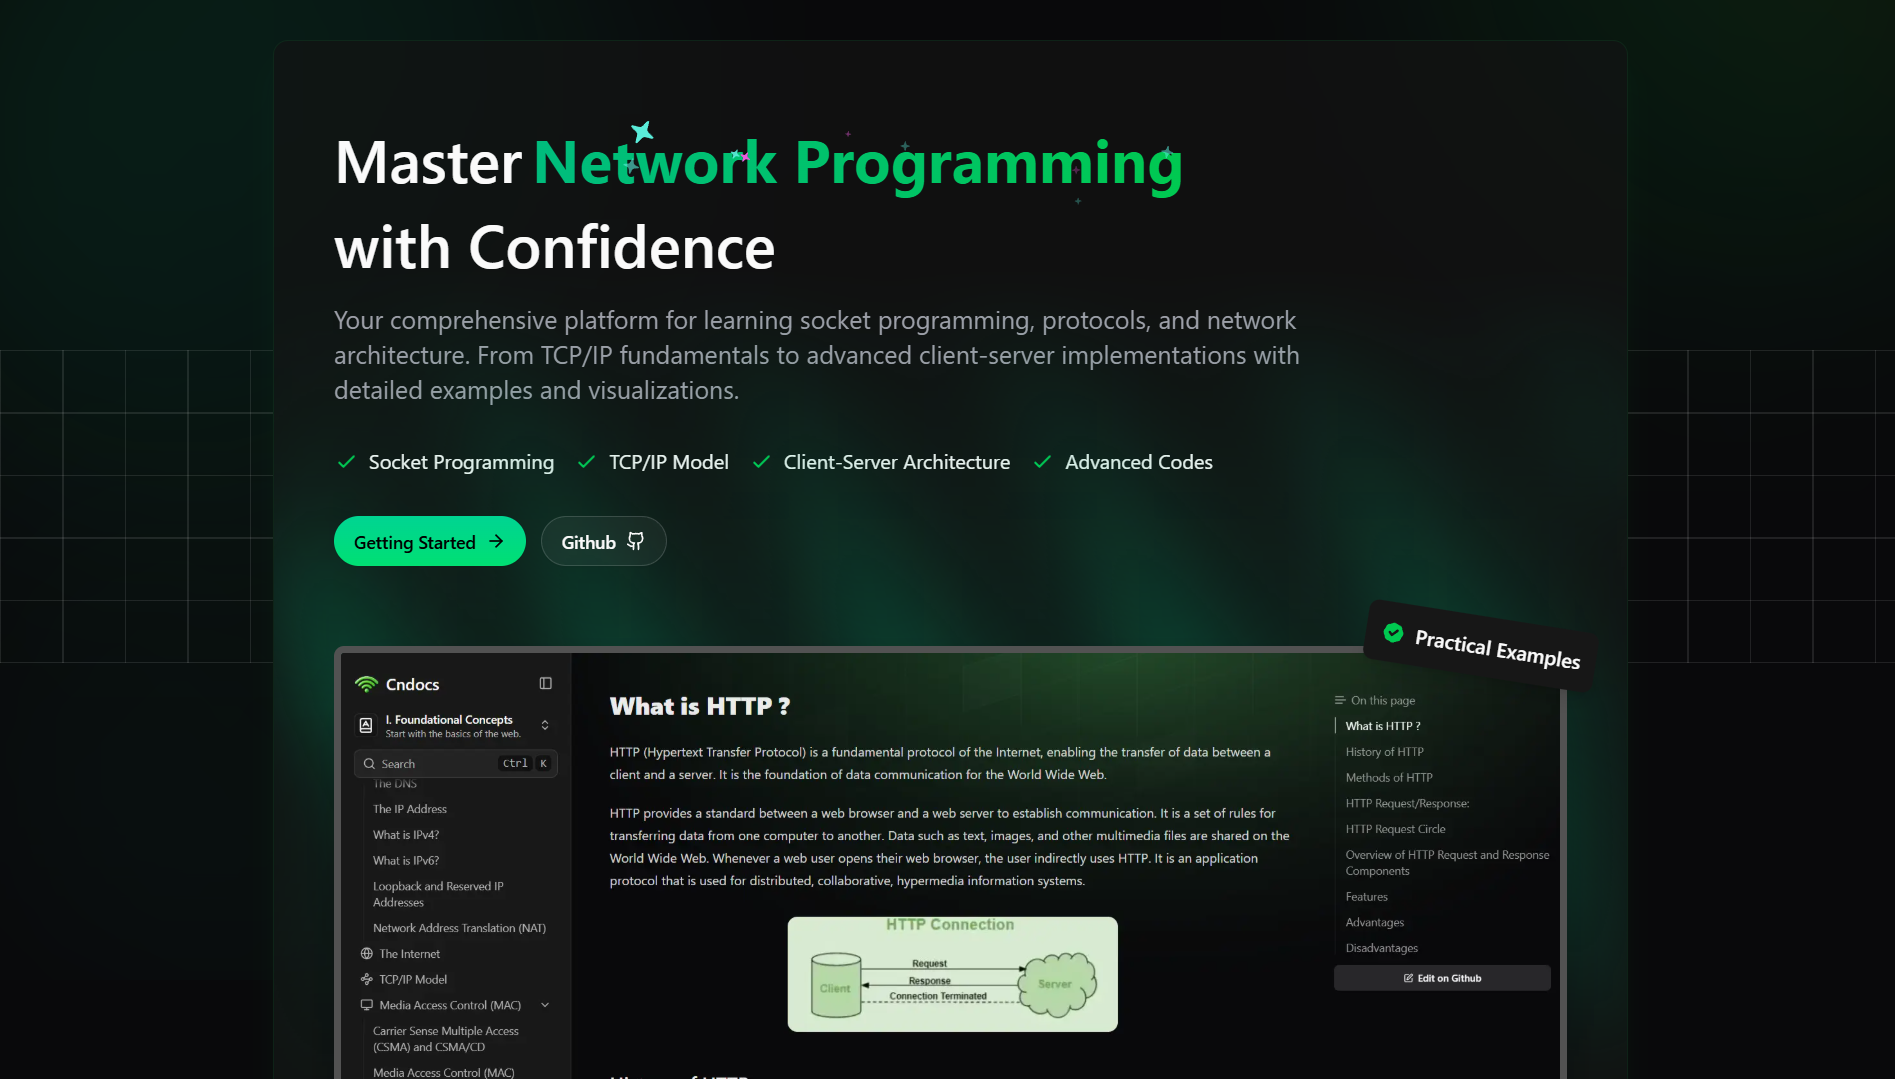 Master Network Programming
with Confidence
Your comprehensive platform for learning socket programming, protocols, and network
architecture. From TCP/IP fundamentals to advanced client-server implementations with
detailed examples and visualizations.
Socket Programming
TCP/IP Model
Client-Server Architecture
Advanced Codes
Getting Started
Github
Practical Examples
Cndocs
I. Foundational Concepts
Start with the basics of the web.
Search
Ctrl K
The DNS
The IP Address
What is IPv4?
What is IPv6?
Loopback and Reserved IP
Addresses
Network Address Translation (NAT)
The Internet
TCP/IP Model
Media Access Control (MAC)
Carrier Sense Multiple Access
(CSMA) and CSMA/CD
Media Access Control (MAC)
What is HTTP ?
HTTP (Hypertext Transfer Protocol) is a fundamental protocol of the Internet, enabling the transfer of data between a
client and a server. It is the foundation of data communication for the World Wide Web.
HTTP provides a standard between a web browser and a web server to establish communication. It is a set of rules for
transferring data from one computer to another. Data such as text, images, and other multimedia files are shared on the
World Wide Web. Whenever a web user opens their web browser, the user indirectly uses HTTP. It is an application
protocol that is used for distributed, collaborative, hypermedia information systems.
HTTP Connection
Client
Request
Response
Connection Terminated
Server
On this page
What is HTTP ?
History of HTTP
Methods of HTTP
HTTP Request/Response:
HTTP Request Circle
Overview of HTTP Request and Response
Components
Features
Advantages
Disadvantages
Edit on Github